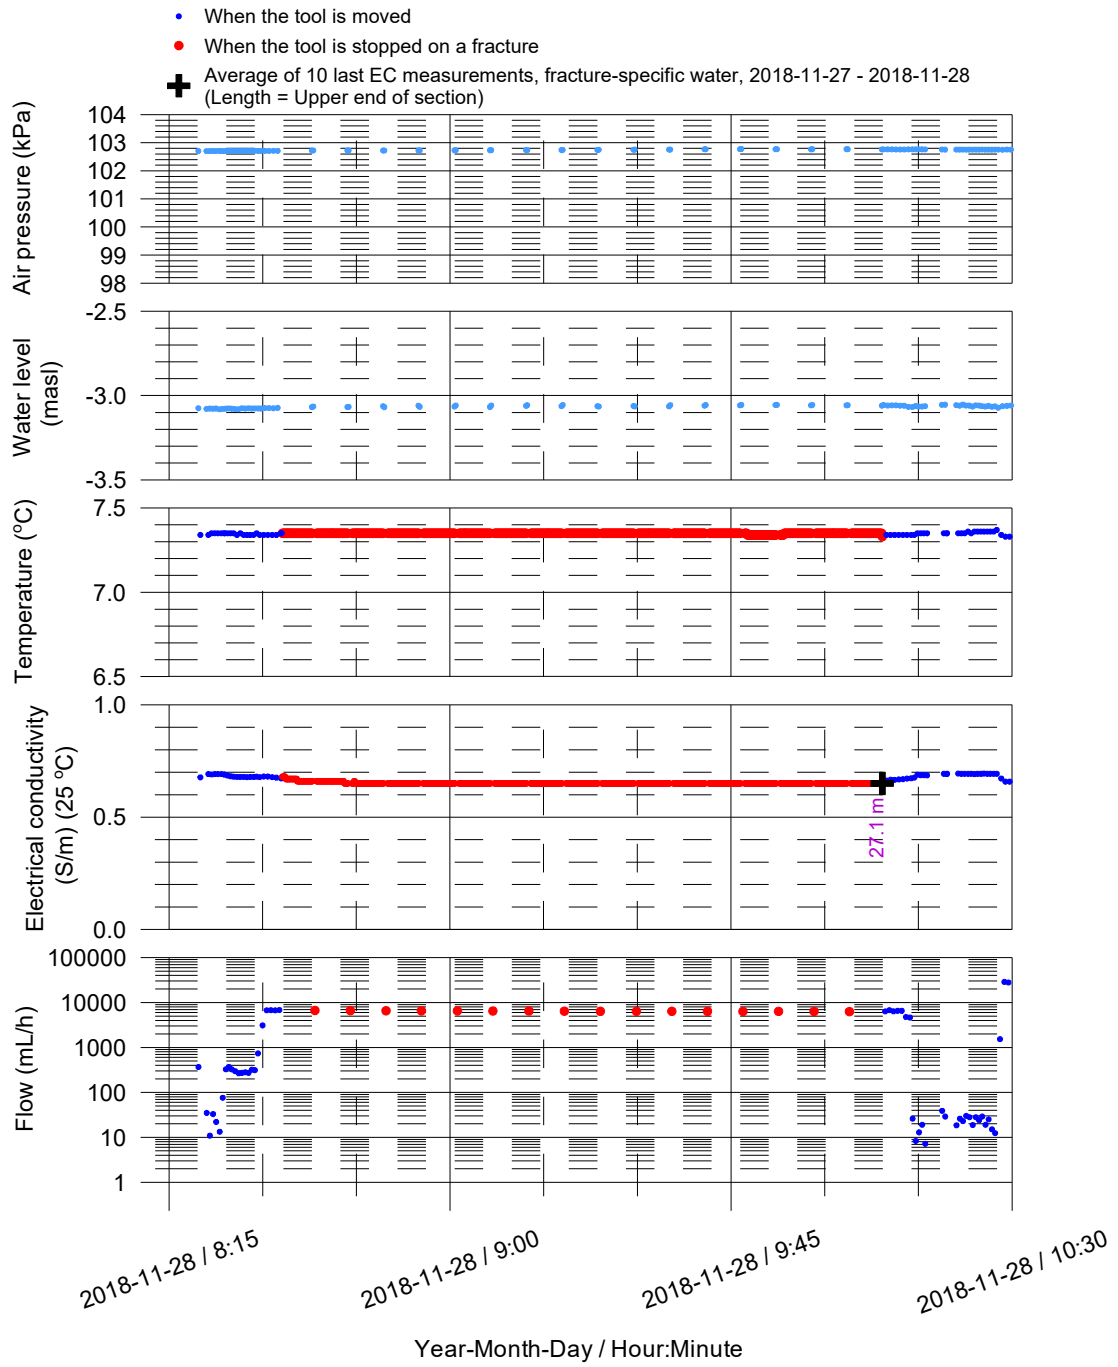 When the tool is moved
When the tool is stopped on a fracture
Average of 10 last EC measurements, fracture-specific water, 2018-11-27 - 2018-11-28
(Length = Upper end of section)
Air pressure (kPa)
104
103
102
101
100
99
98
Water level
(masl)
-2.5
-3.0
-3.5
Temperature (ºC)
7.5
7.0
6.5
Electrical conductivity
(S/m) (25 ºC)
1.0
0.5
0.0
27.1 m
Flow (mL/h)
100000
10000
1000
100
10
1
2018-11-28 / 8:15
2018-11-28 / 9:00
2018-11-28 / 9:45
2018-11-28 / 10:30
Year-Month-Day / Hour:Minute